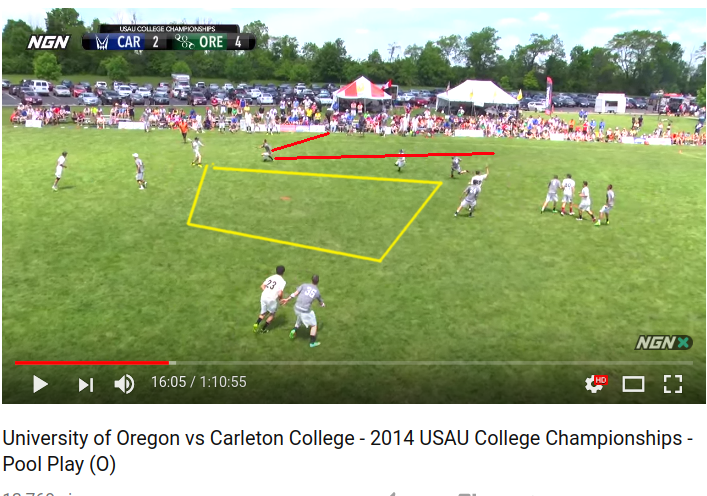 NGN
USAU COLLEGE CHAMPIONSHIPS
CAR 2 ORE 4
23
NGNX
16:05 / 1:10:55
HD
University of Oregon vs Carleton College - 2014 USAU College Championships -
Pool Play (O)